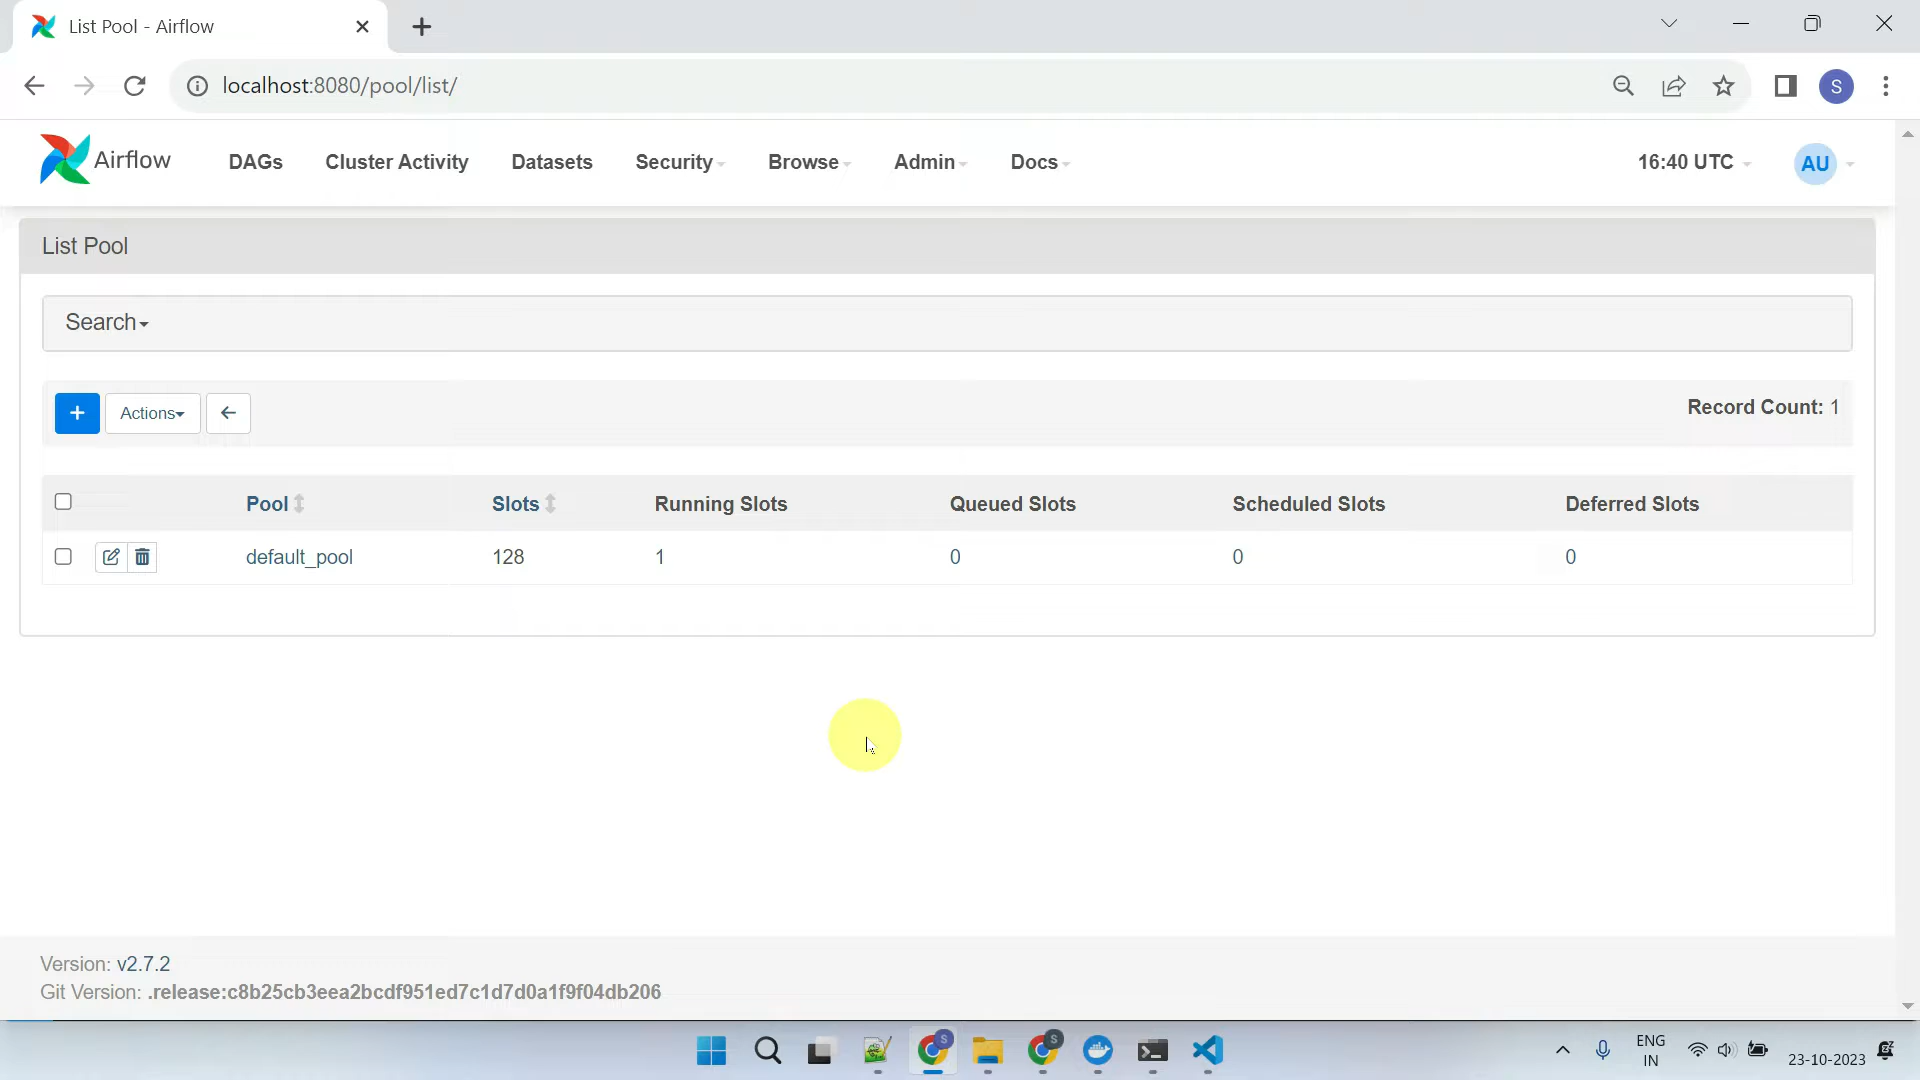 List Pool - Airflow
localhost:8080/pool/list/
S
Airflow
DAGs Cluster Activity Datasets Security Browse Admin Docs 16:40 UTC AU
List Pool
Search
+ Actions Record Count: 1
Pool Slots Running Slots Queued Slots Scheduled Slots Deferred Slots
default_pool 128 1 0 0 0
Version: v2.7.2
Git Version: .release:c8b25cb3eea2bcdf951ed7c1d7d0a1f9f04db206
S S
ENG
IN
23-10-2023